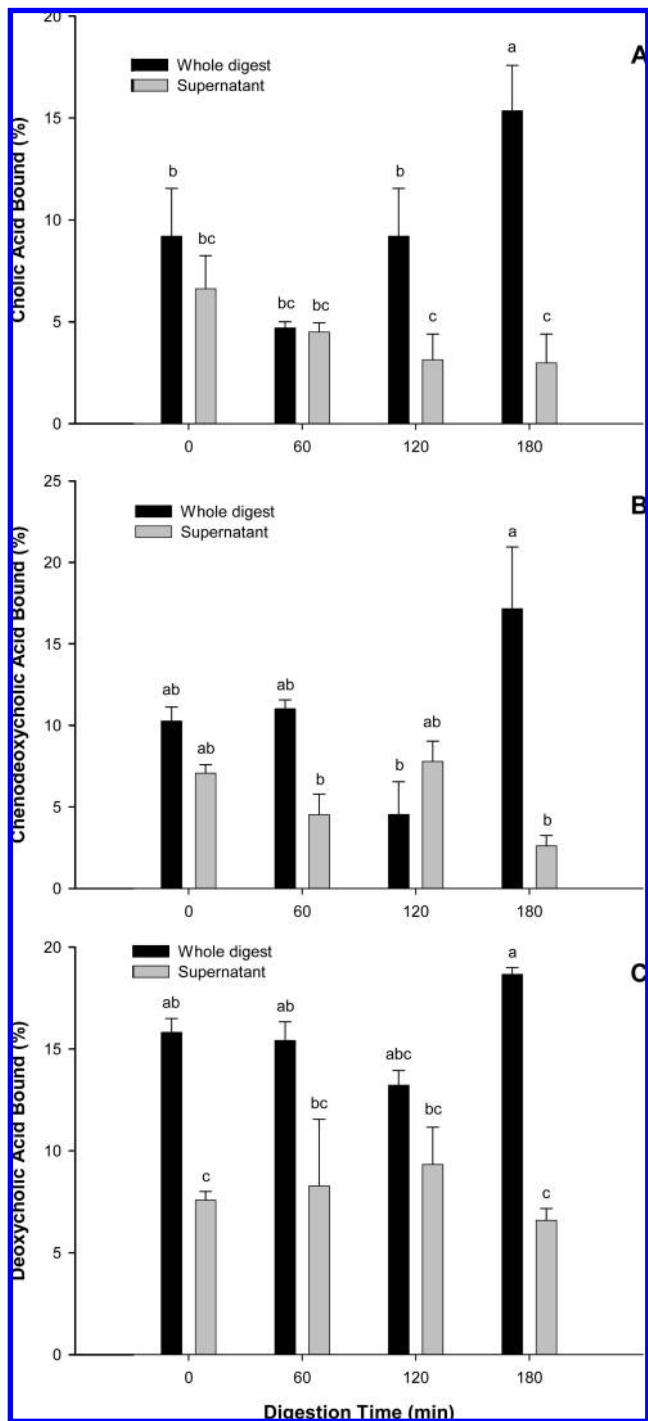 A
20
Whole digest
Supernatant
a
15
b
b
10
bc
bc
bc
c
c
5
0
0
60
120
180
Cholic Acid Bound (%)
B
25
Whole digest
Supernatant
a
20
15
ab
ab
10
ab
b
b
ab
b
5
0
0
60
120
180
Chenodeoxycholic Acid Bound (%)
C
20
Whole digest
Supernatant
a
ab
ab
abc
15
bc
bc
10
c
c
5
0
0
60
120
180
Deoxycholic Acid Bound (%)
Digestion Time (min)